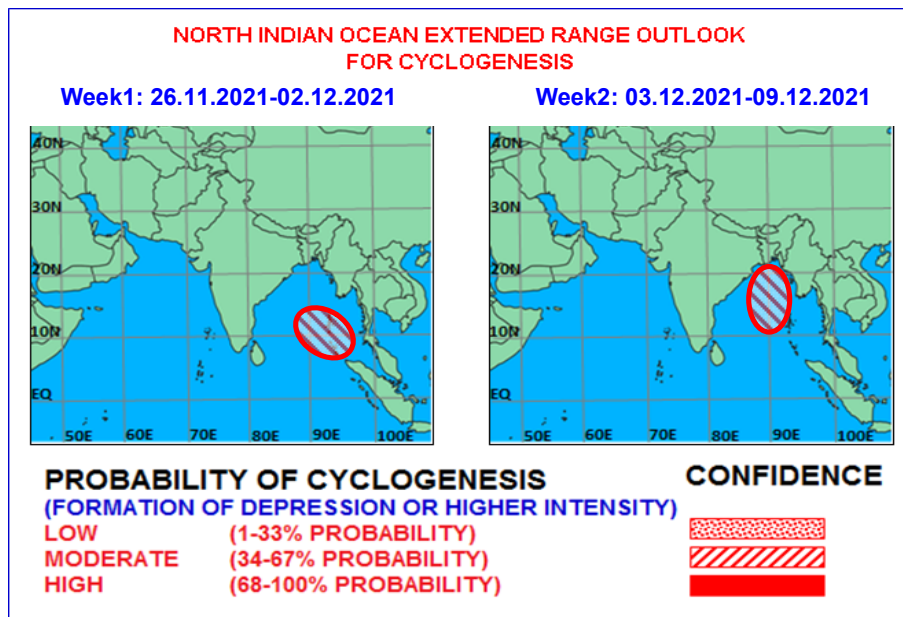 NORTH INDIAN OCEAN EXTENDED RANGE OUTLOOK
FOR CYCLOGENESIS
Week1: 26.11.2021-02.12.2021
Week2: 03.12.2021-09.12.2021
40N
30N
20N
10N
EQ
50E 60E 70E 80E 90E 100E
40N
30N
20N
10N
EQ
50E 60E 70E 80E 90E 100E
PROBABILITY OF CYCLOGENESIS
CONFIDENCE
(FORMATION OF DEPRESSION OR HIGHER INTENSITY)
LOW (1-33% PROBABILITY)
MODERATE (34-67% PROBABILITY)
HIGH (68-100% PROBABILITY)